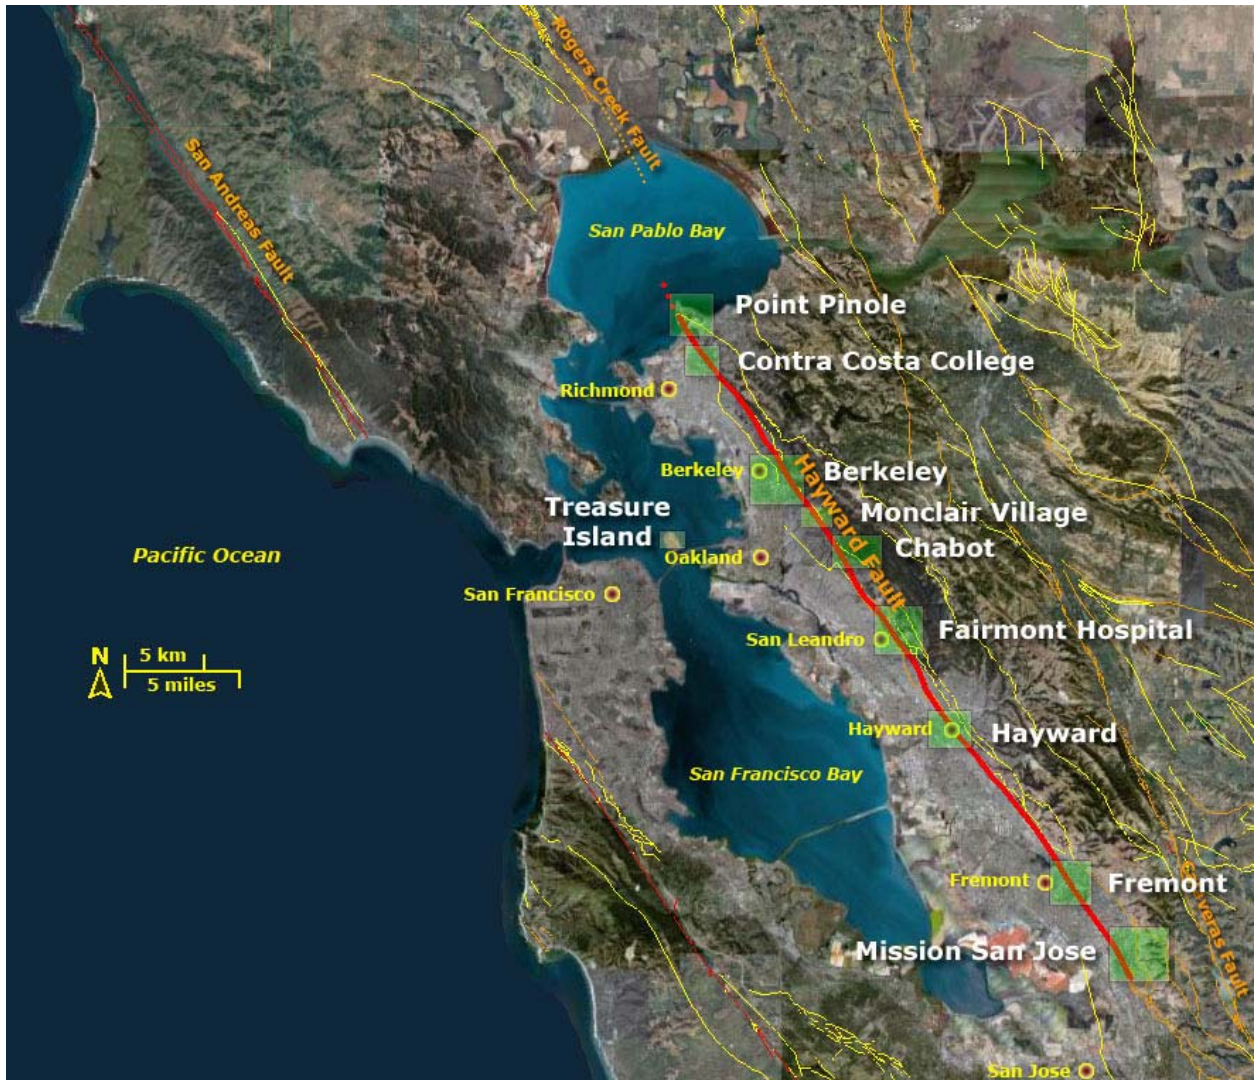 Rogers Creek Fault
San Andreas Fault
San Pablo Bay
Point Pinole
Contra Costa College
Richmond
Berkeley
Berkeley
Hayward Fault
Monclair Village
Treasure
Island
Chabot
Oakland
Pacific Ocean
San Francisco
Fairmont Hospital
San Leandro
N
5 km
5 miles
Hayward
Hayward
San Francisco Bay
Fremont
Fremont
Calaveras Fault
Mission San Jose
San Jose